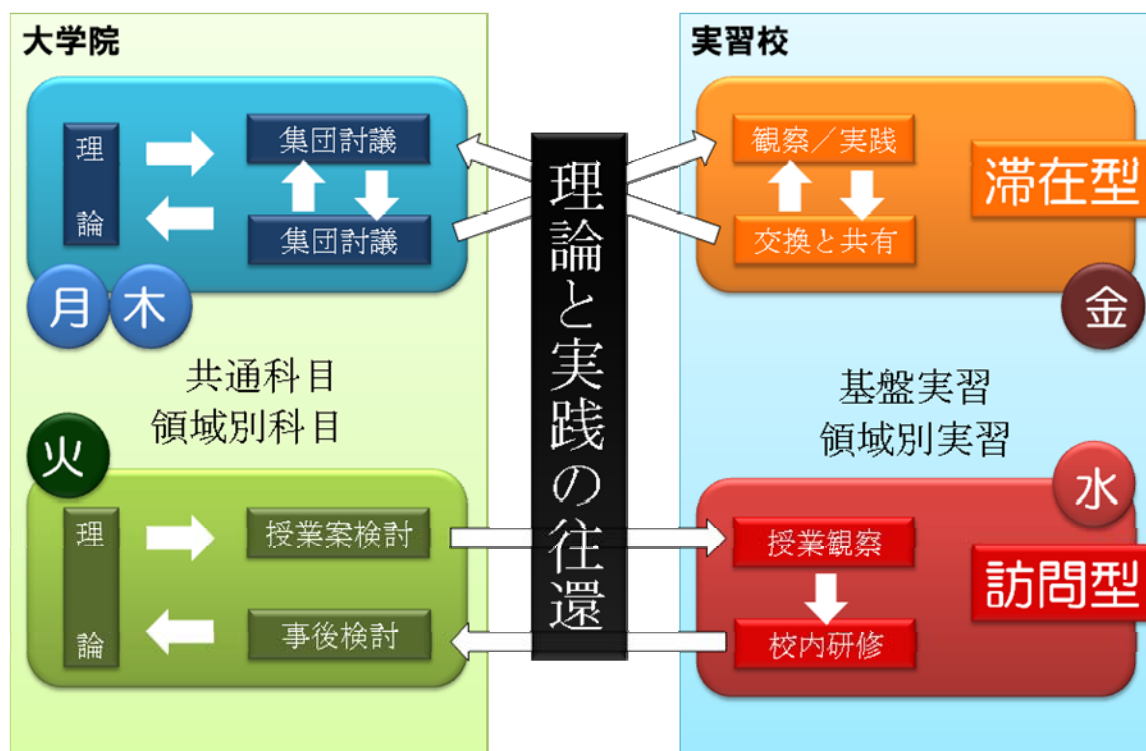 大学院
理論
集団討議
集団討議
月
木
共通科目
領域別科目
火
理論
授業案検討
事後検討
理論と実践の往還
実習校
観察／実践
交換と共有
滞在型
金
基盤実習
領域別実習
水
授業観察
校内研修
訪問型